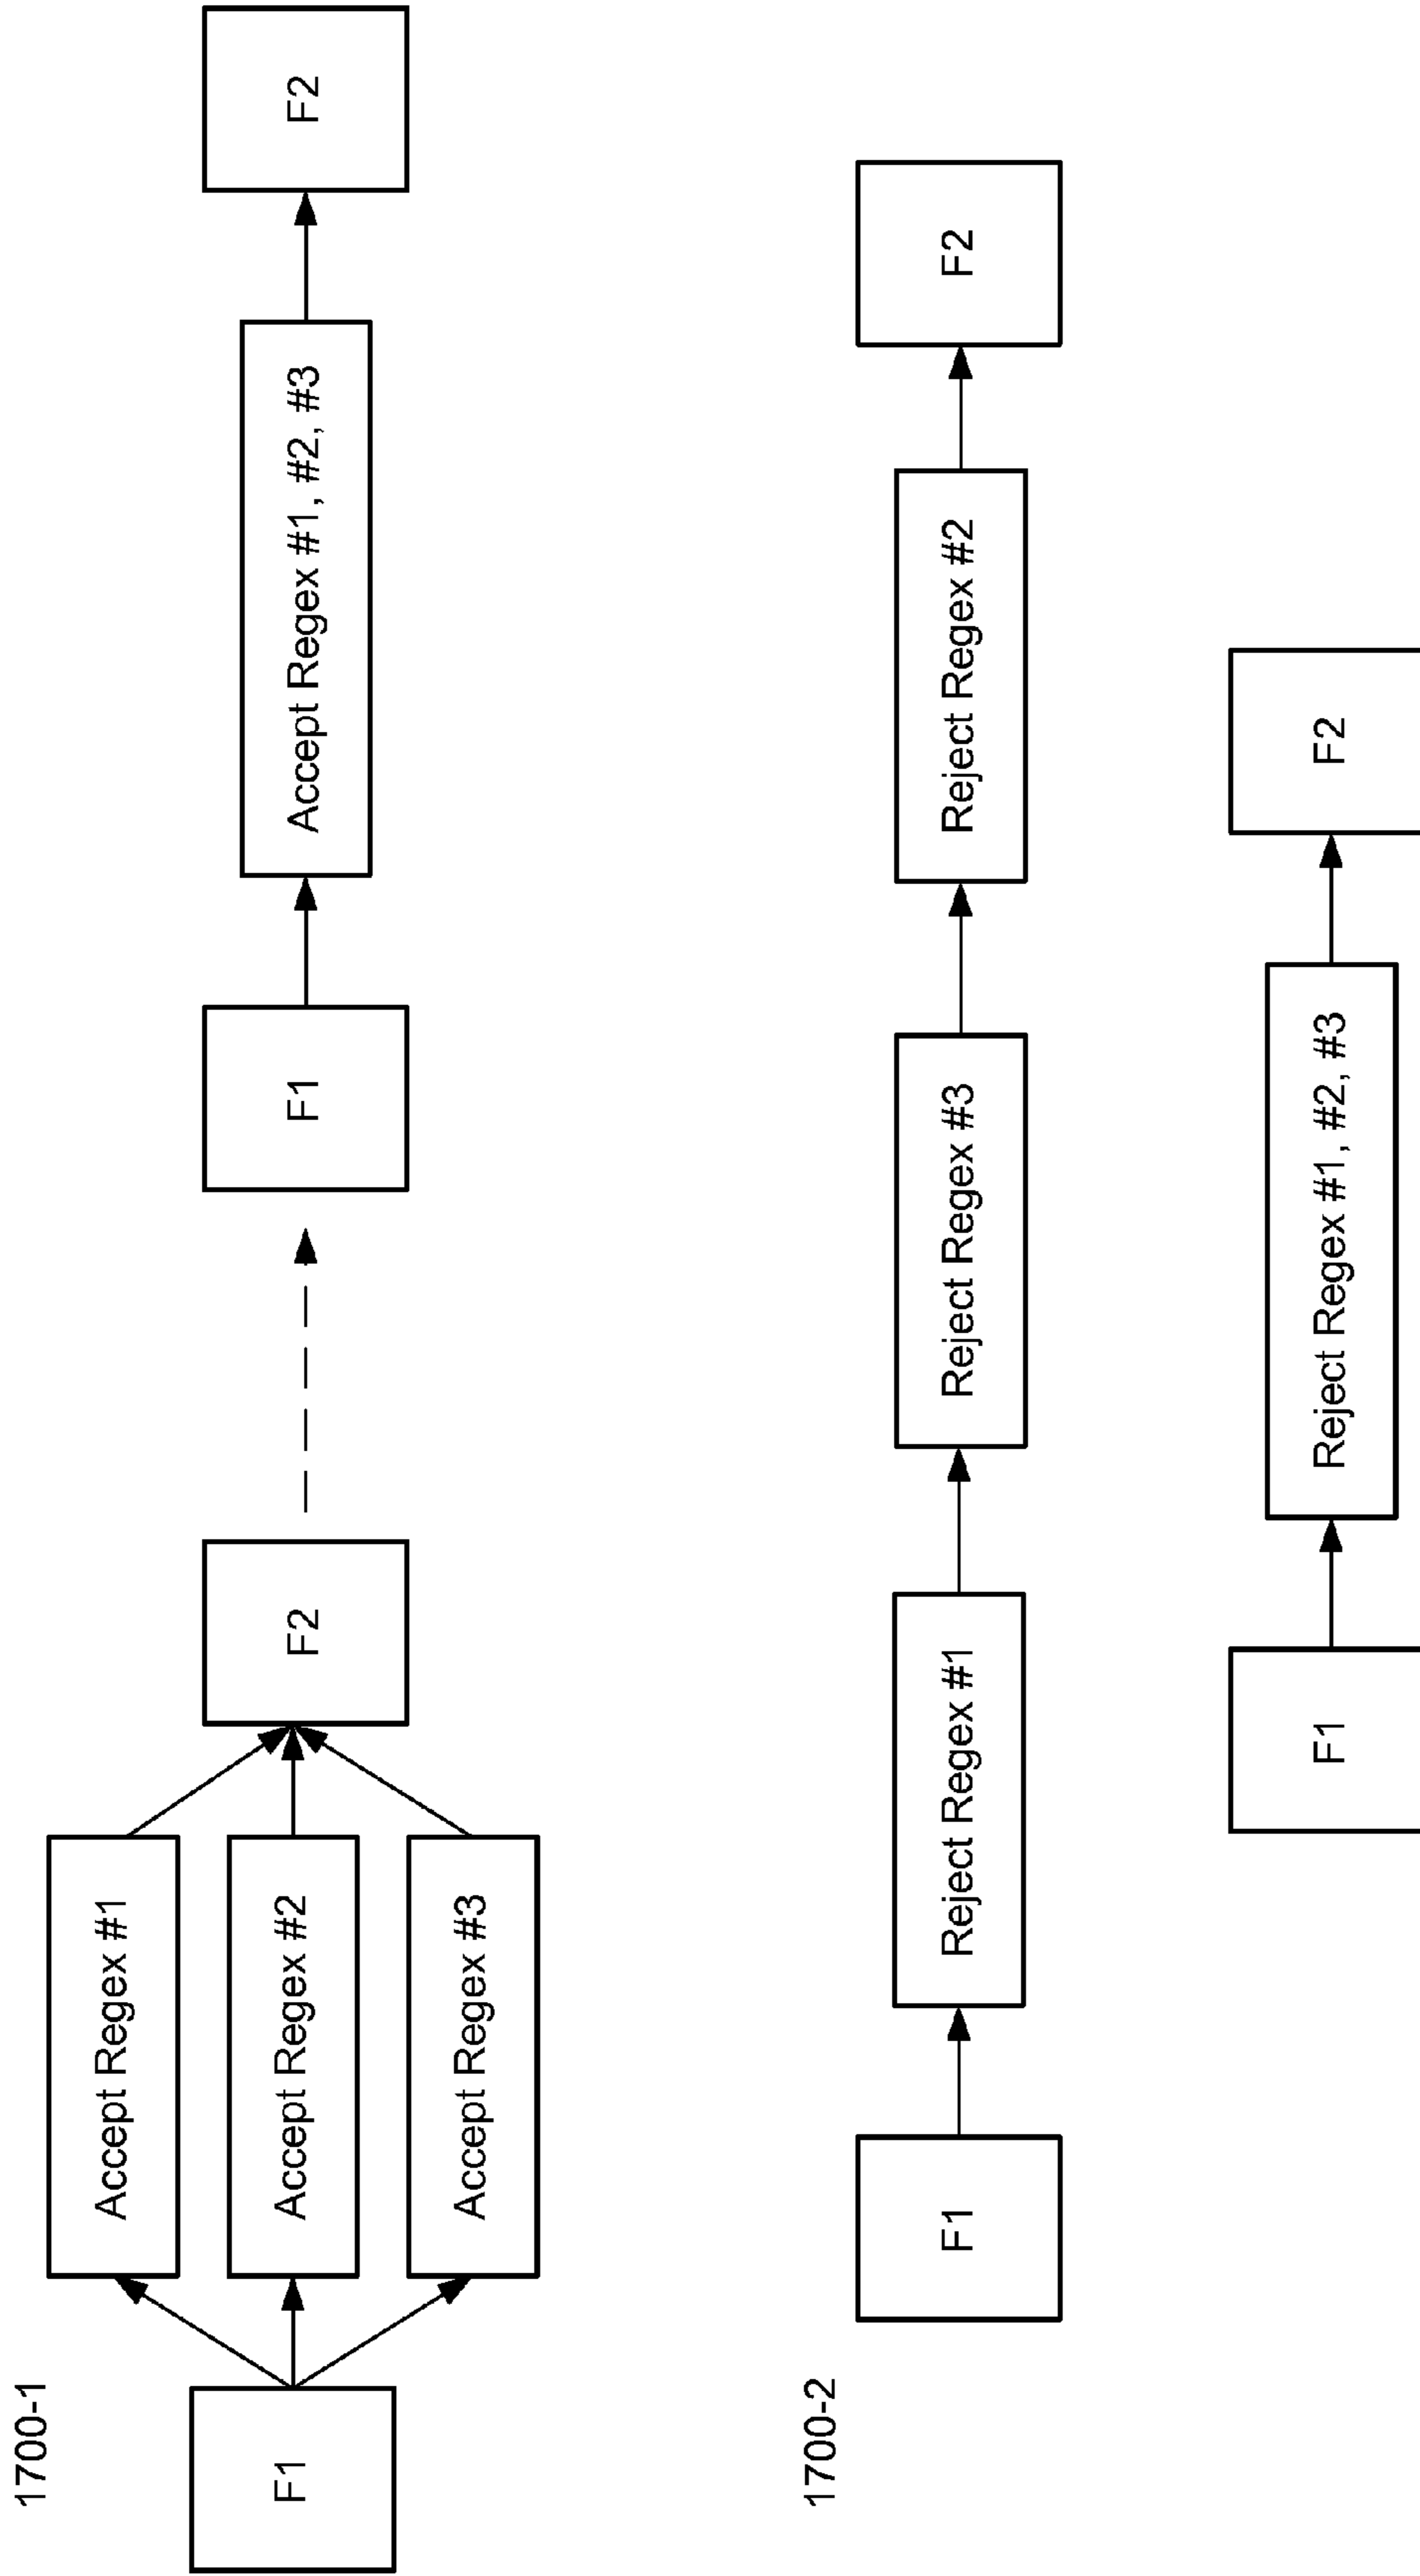 1700-1
F1
Accept Regex #1
Accept Regex #2
Accept Regex #3
F2
F1
Accept Regex #1, #2, #3
F2
1700-2
F1
Reject Regex #1
Reject Regex #3
Reject Regex #2
F2
F1
Reject Regex #1, #2, #3
F2